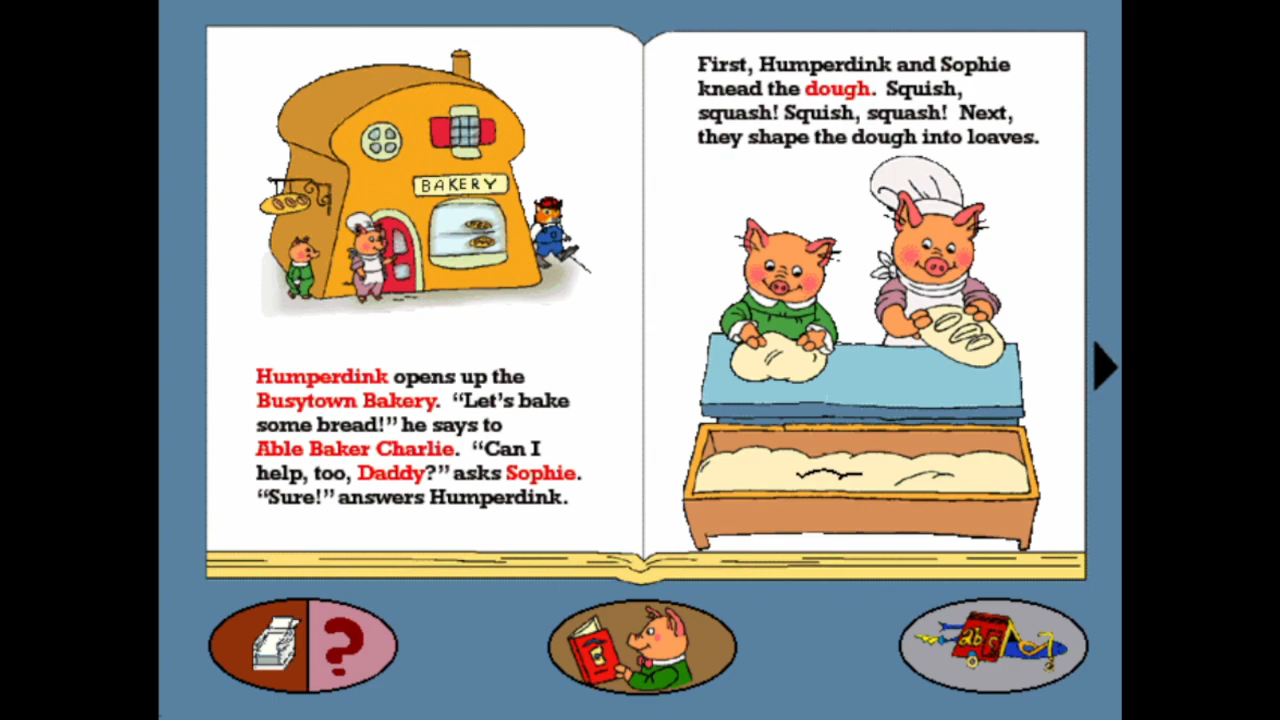 BAKERY
Humperdink opens up the
Busytown Bakery. “Let’s bake
some bread!” he says to
Able Baker Charlie. “Can I
help, too, Daddy?” asks Sophie.
“Sure!” answers Humperdink.
First, Humperdink and Sophie
knead the dough. Squish,
squash! Squish, squash! Next,
they shape the dough into loaves.
?
abc